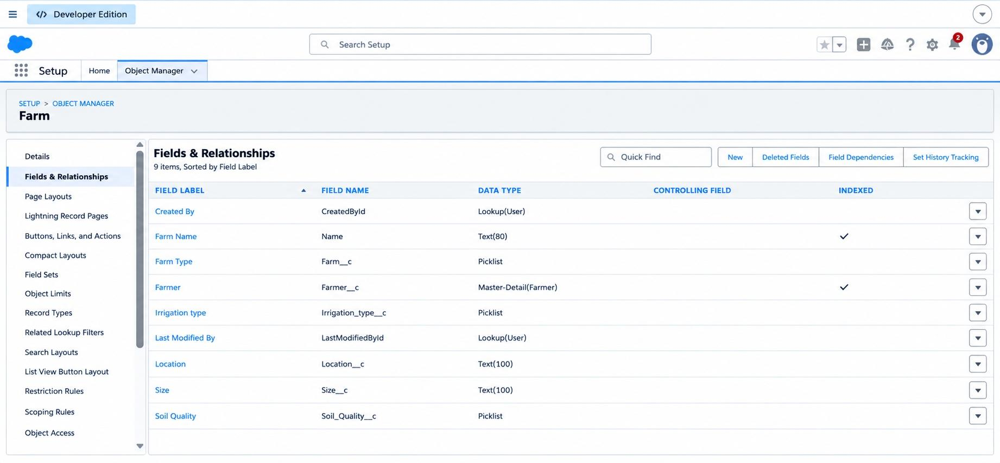 Developer Edition
Search Setup
2
Setup Home Object Manager
SETUP > OBJECT MANAGER
Farm
Details
Fields & Relationships
Page Layouts
Lightning Record Pages
Buttons, Links, and Actions
Compact Layouts
Field Sets
Object Limits
Record Types
Related Lookup Filters
Search Layouts
List View Button Layout
Restriction Rules
Scoping Rules
Object Access
Fields & Relationships
9 items, Sorted by Field Label
Quick Find New Deleted Fields Field Dependencies Set History Tracking
FIELD LABEL FIELD NAME DATA TYPE CONTROLLING FIELD INDEXED
Created By CreatedById Lookup(User)
Farm Name Name Text(80)
Farm Type Farm__c Picklist
Farmer Farmer__c Master-Detail(Farmer)
Irrigation type Irrigation_type__c Picklist
Last Modified By LastModifiedById Lookup(User)
Location Location__c Text(100)
Size Size__c Text(100)
Soil Quality Soil_Quality__c Picklist